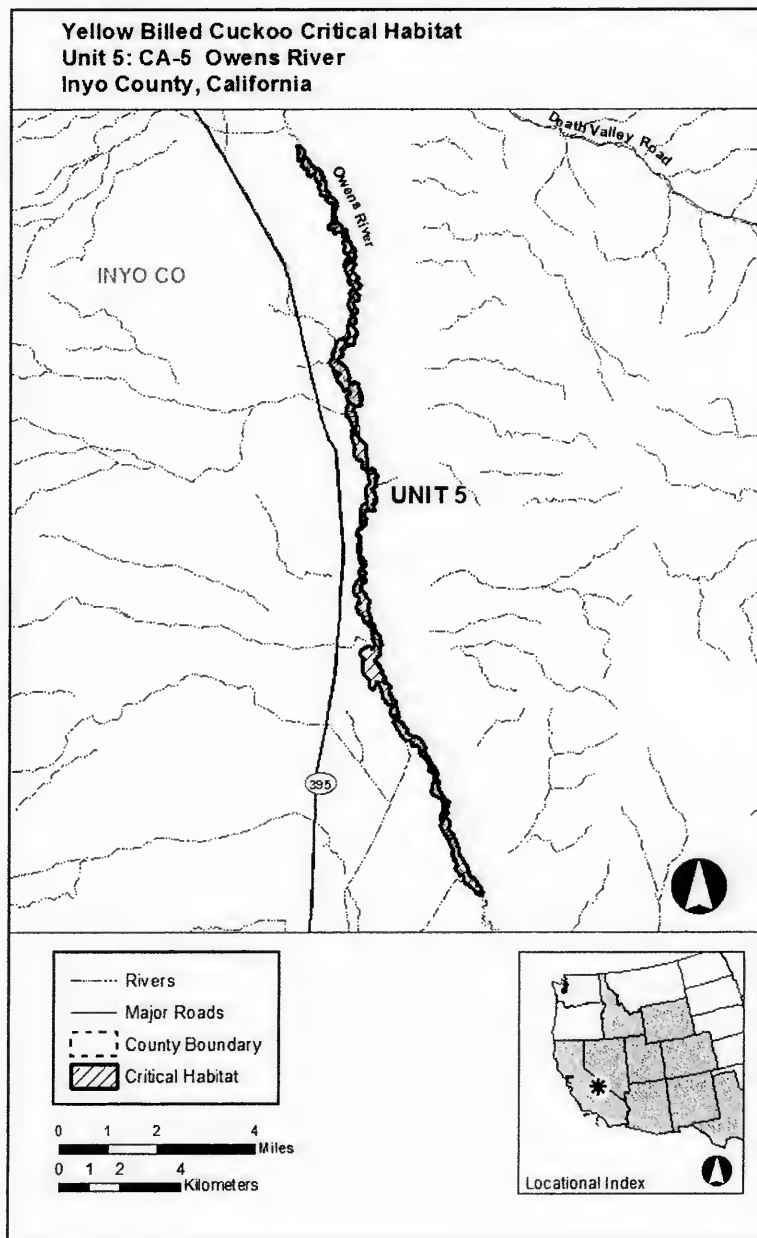 Yellow Billed Cuckoo Critical Habitat
Unit 5: CA-5 Owens River
Inyo County, California
Death Valley Road
Owens River
INYO CO
UNIT 5
395
Rivers
Major Roads
County Boundary
Critical Habitat
0 1 2 4
Miles
0 1 2 4
Kilometers
Locational Index